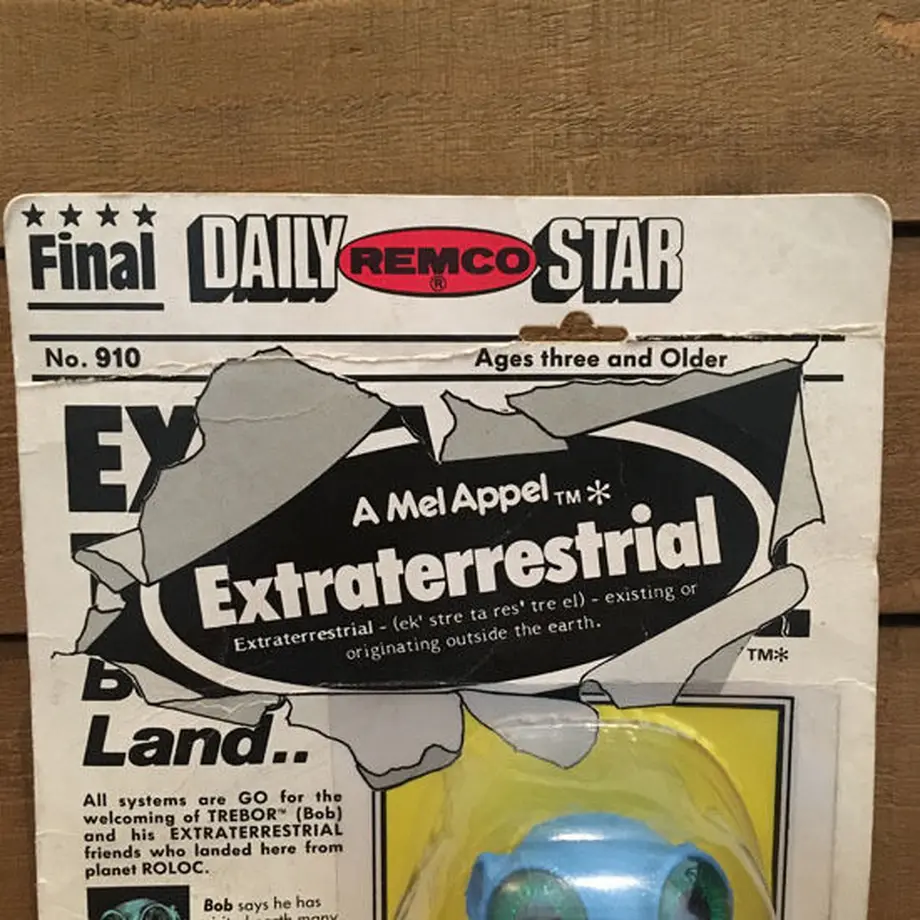 ★★★★
Final DAILY REMCO® STAR
No. 910 Ages three and Older
EX
A Mel Appel TM*
Extraterrestrial
Extraterrestrial - (ek' stre ta res' tre el) - existing or
originating outside the earth.
TM*
B
Land..
All systems are GO for the
welcoming of TREBOR™ (Bob)
and his EXTRATERRESTRIAL
friends who landed here from
planet ROLOC.
Bob says he has